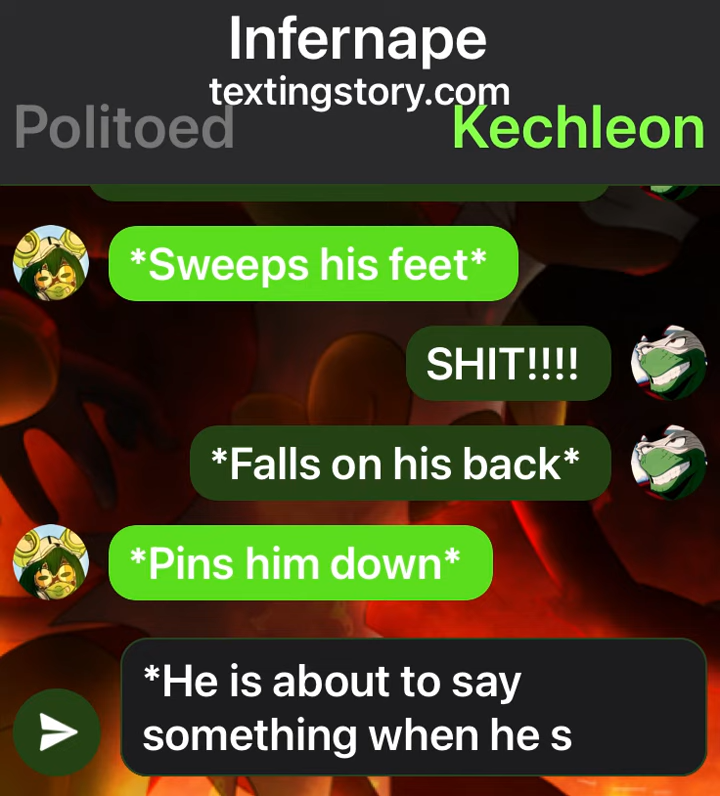 Infernape
textingstory.com
Politoed
Kechleon
*Sweeps his feet*
SHIT!!!!
*Falls on his back*
*Pins him down*
*He is about to say
something when he s